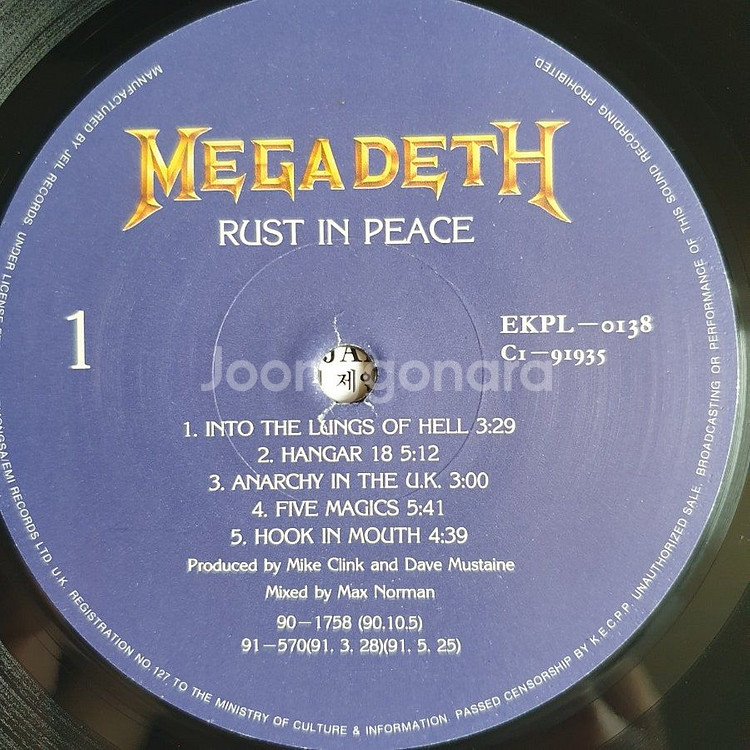 MANUFACTURED BY JEIL RECORDS. UNDER LICENSE
PROHIBITED
MEGADETH
RUST IN PEACE
1
EKPL-0138
C1-91935
Joonggonara
제
1. INTO THE LUNGS OF HELL 3:29
2. HANGAR 18 5:12
3. ANARCHY IN THE U.K. 3:00
4. FIVE MAGICS 5:41
5. HOOK IN MOUTH 4:39
Produced by Mike Clink and Dave Mustaine
Mixed by Max Norman
90-1758 (90.10.5)
91-570(91. 3. 28)(91. 5. 25)
/EMI RECORDS LTD. U.K. REGISTRATION NO.127. TO THE MINISTRY OF CULTURE & INFORMATION PASSED CENSORSHIP BY K.E.C.P.P. UNAUTHORIZED SALE. BROADCASTING OR PERFORMANCE OF THIS SOUND RECORDING